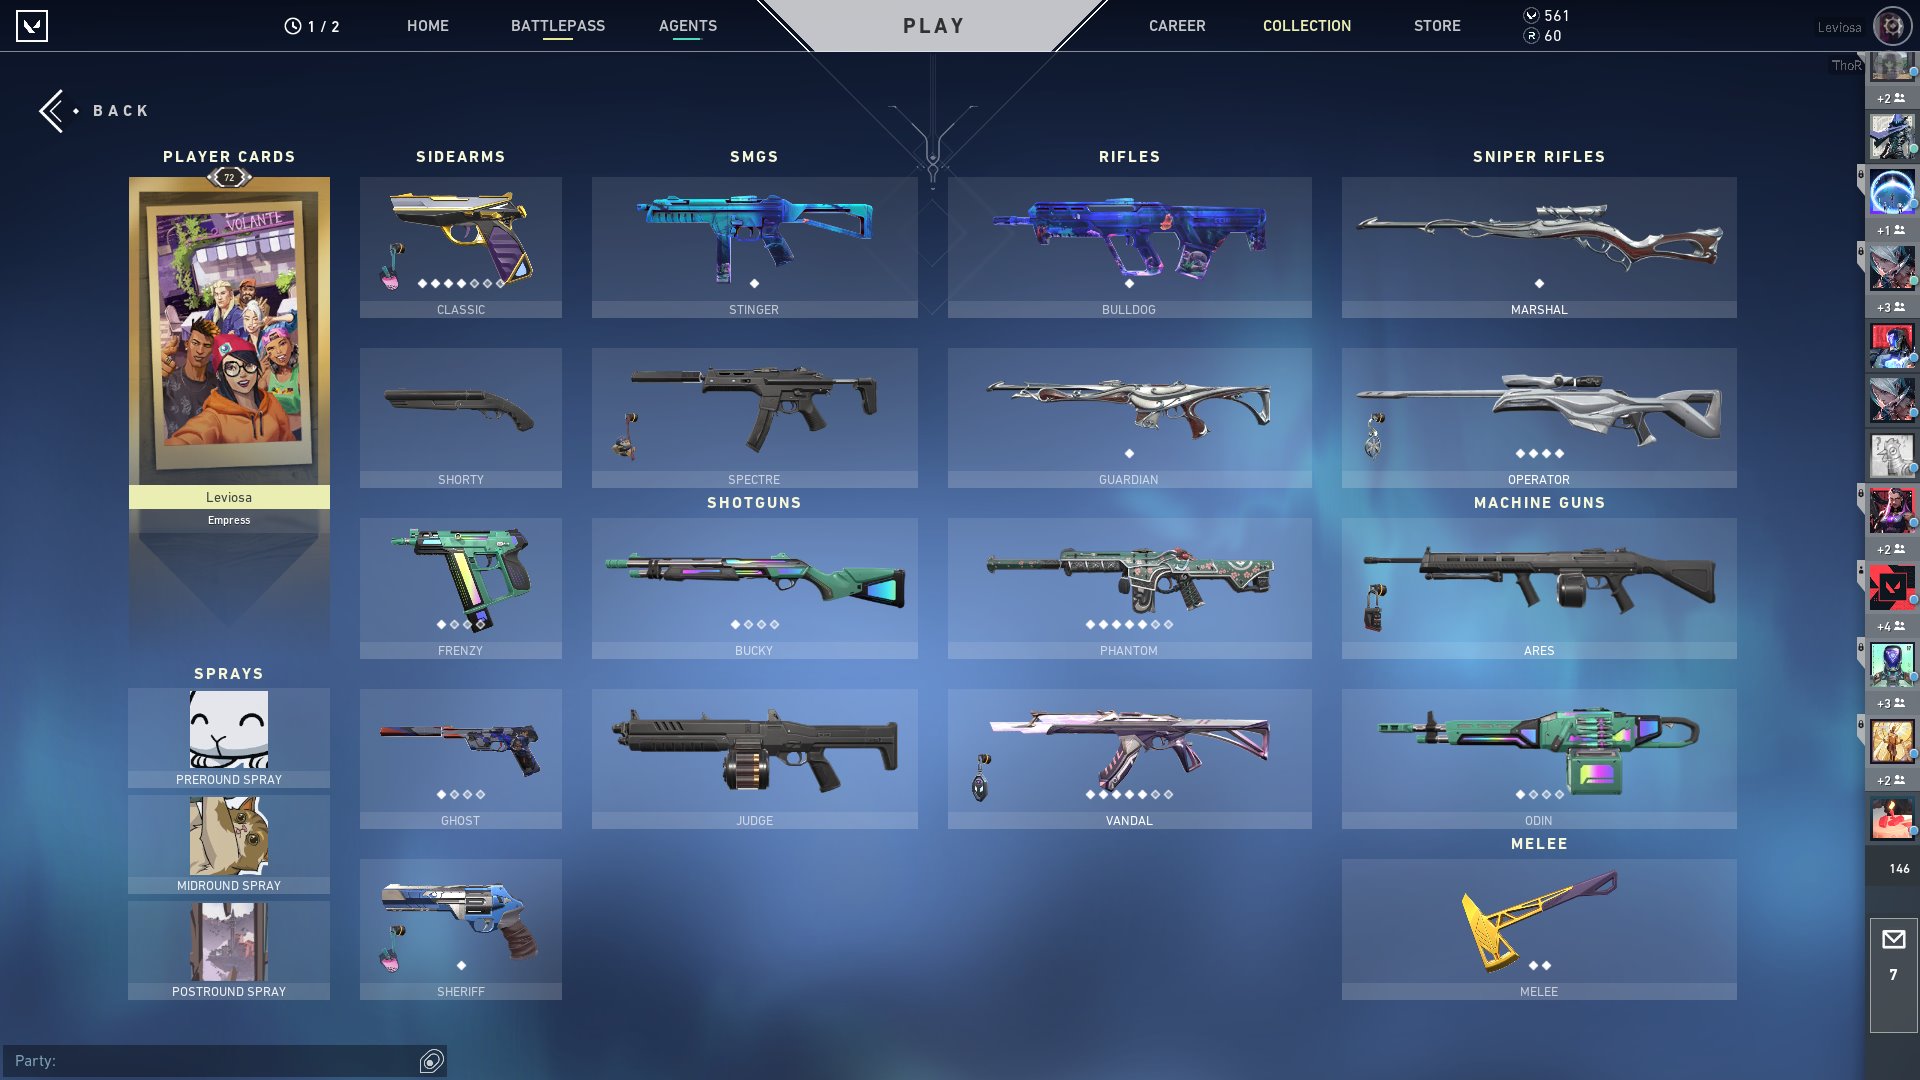 1 / 2
HOME
BATTLEPASS
AGENTS
PLAY
CAREER
COLLECTION
STORE
561
60
Leviosa
ThoR
BACK
PLAYER CARDS
72
VOLANTE
Leviosa
Empress
SPRAYS
PREROUND SPRAY
MIDROUND SPRAY
POSTROUND SPRAY
SIDEARMS
CLASSIC
SHORTY
FRENZY
GHOST
SHERIFF
SMGS
STINGER
SPECTRE
SHOTGUNS
BUCKY
JUDGE
RIFLES
BULLDOG
GUARDIAN
PHANTOM
VANDAL
SNIPER RIFLES
MARSHAL
OPERATOR
MACHINE GUNS
ARES
ODIN
MELEE
MELEE
+2
+1
+3
+2
+4
+3
+2
146
7
Party: